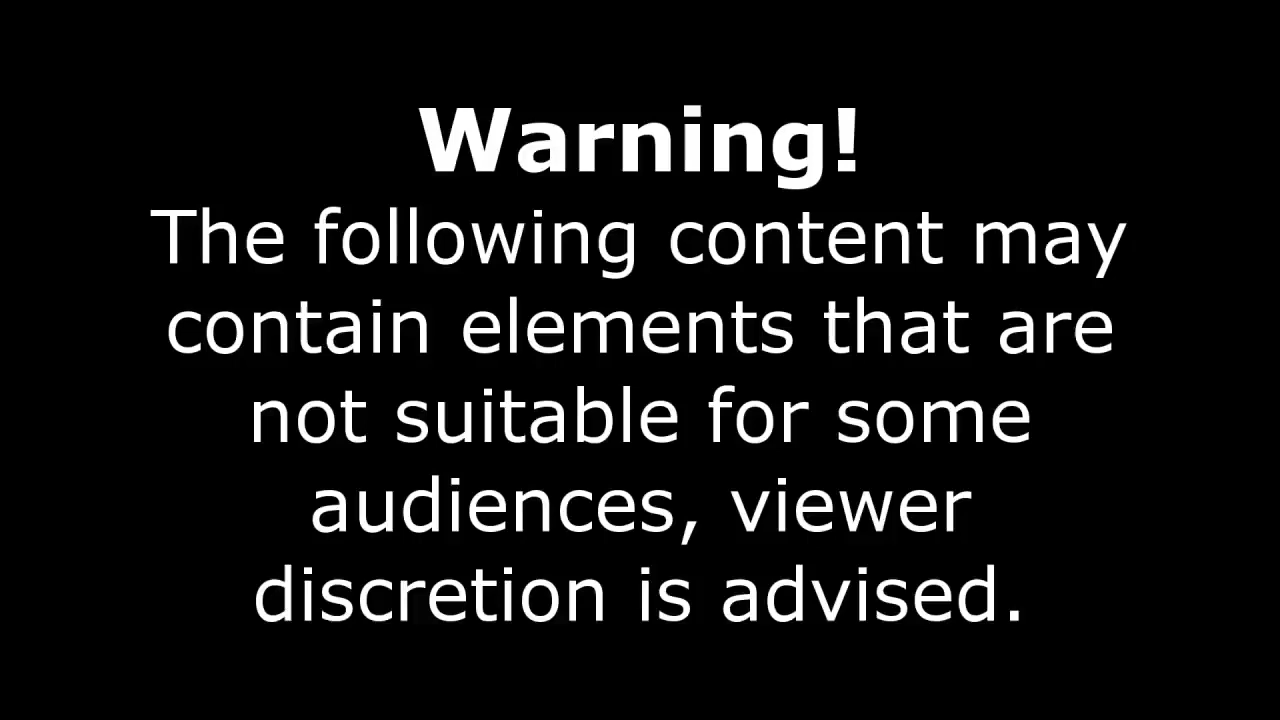 Warning!
The following content may
contain elements that are
not suitable for some
audiences, viewer
discretion is advised.